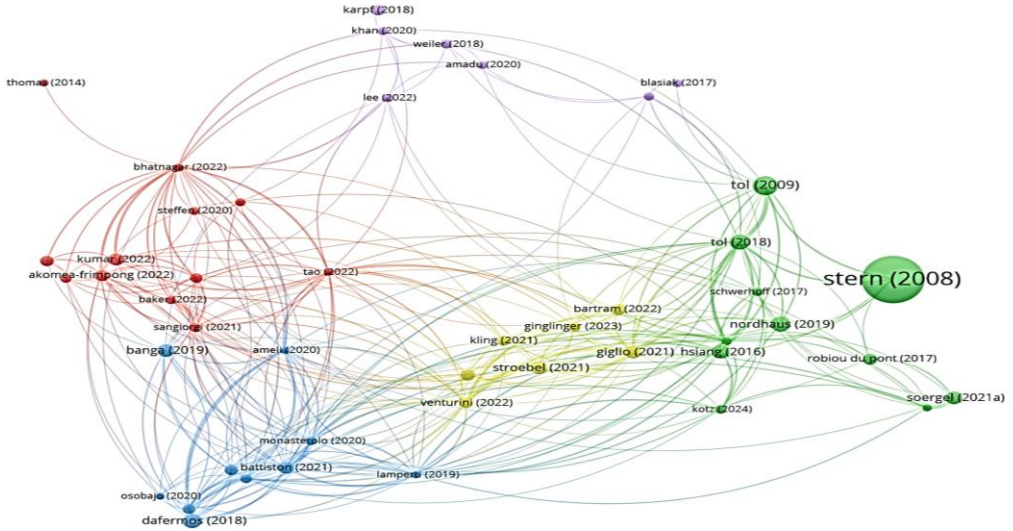 karpf (2018)
khan (2020)
weiler (2018)
amadu (2020)
thomas (2014)
blasiak (2017)
lee (2022)
bhatnagar (2022)
tol (2009)
steffen (2020)
tol (2018)
kumar (2022)
akomea-frimpong (2022)
tao (2022)
stern (2008)
schwerhoff (2017)
baker (2022)
bartram (2022)
sangiorgi (2021)
ginglinger (2023)
nordhaus (2019)
kling (2021)
banga (2019)
ameli (2020)
giglio (2021)
hsiang (2016)
robiou du pont (2017)
stroebel (2021)
soergel (2021a)
venturini (2022)
kotz (2024)
monasterolo (2020)
battiston (2021)
lamperti (2019)
osobajo (2020)
dafermos (2018)